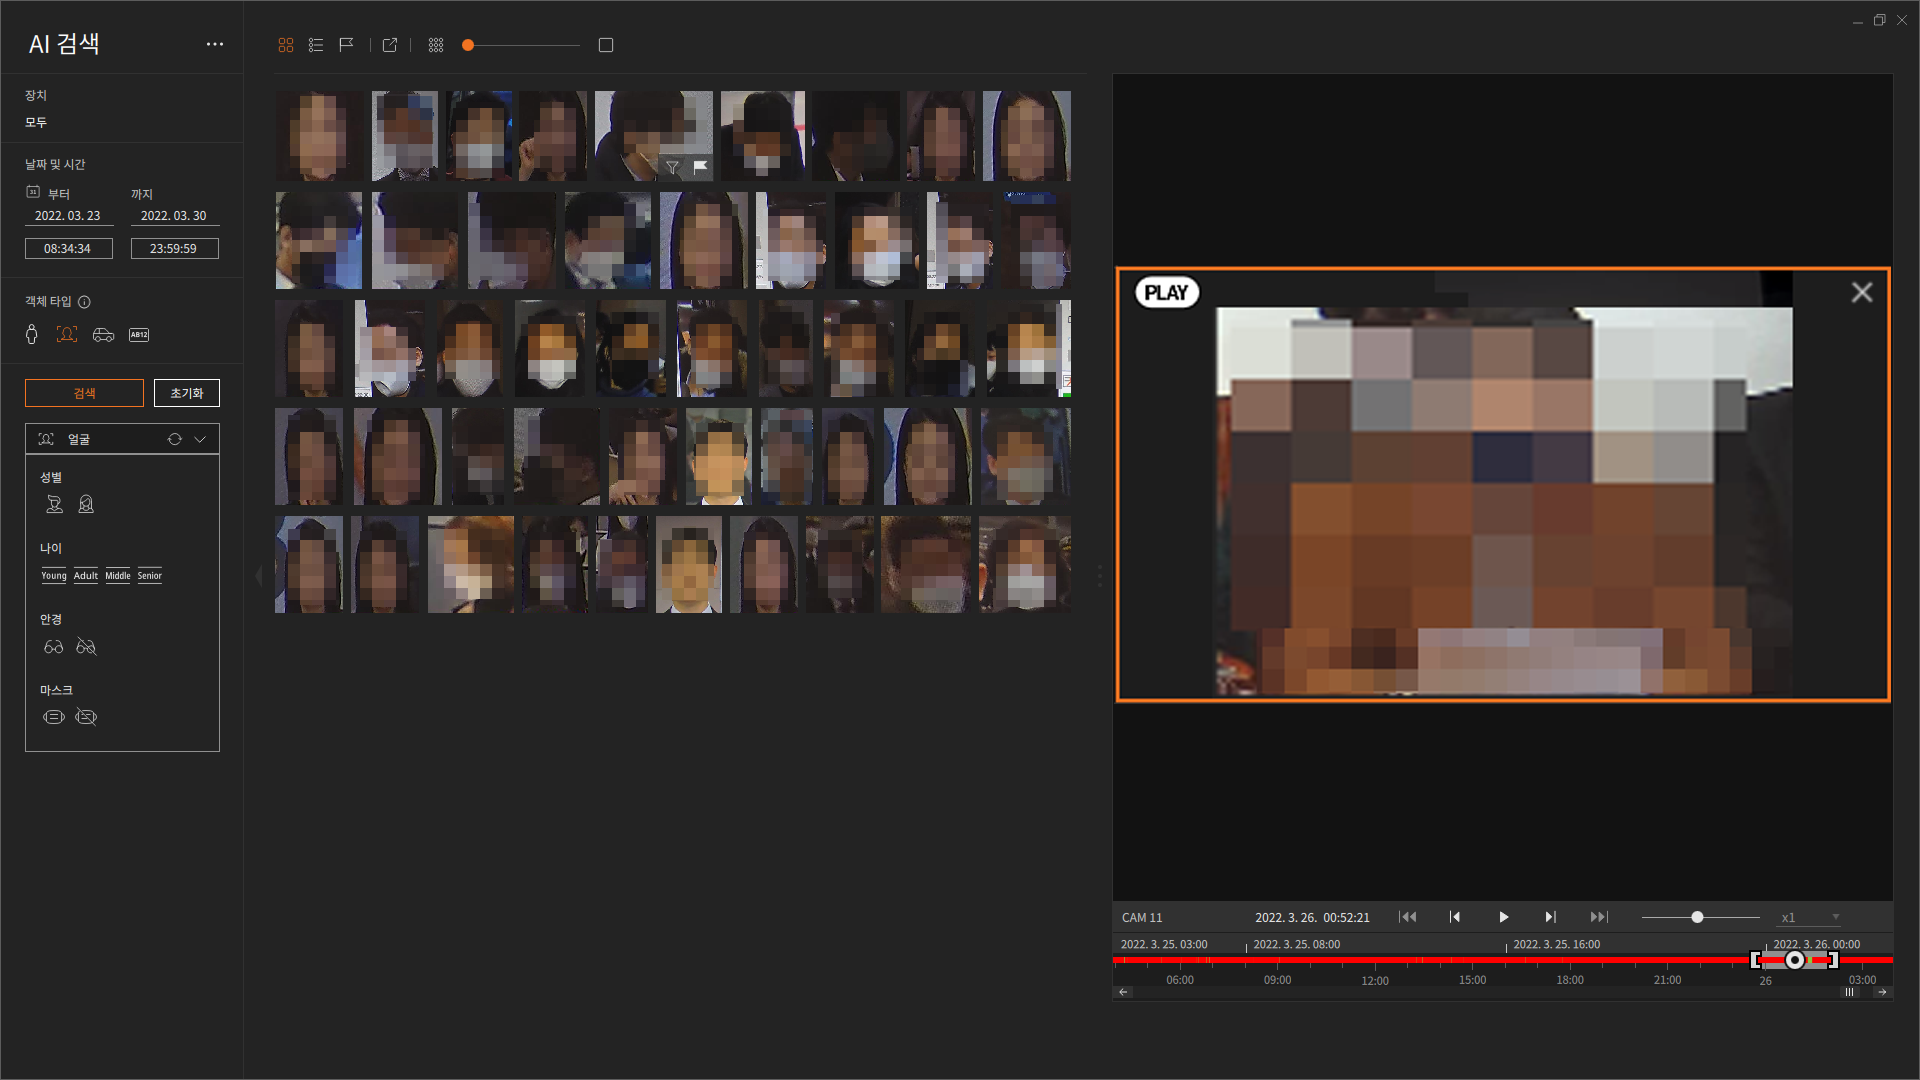 AI 검색
장치
모두
날짜 및 시간
31 부터 까지
2022. 03. 23 2022. 03. 30
08:34:34 23:59:59
객체 타입
AB12
검색 초기화
얼굴
성별
나이
Young Adult Middle Senior
안경
마스크
PLAY
CAM 11 2022. 3. 26. 00:52:21 x1
2022. 3. 25. 03:00 2022. 3. 25. 08:00 2022. 3. 25. 16:00 2022. 3. 26. 00:00
06:00 09:00 12:00 15:00 18:00 21:00 26 03:00